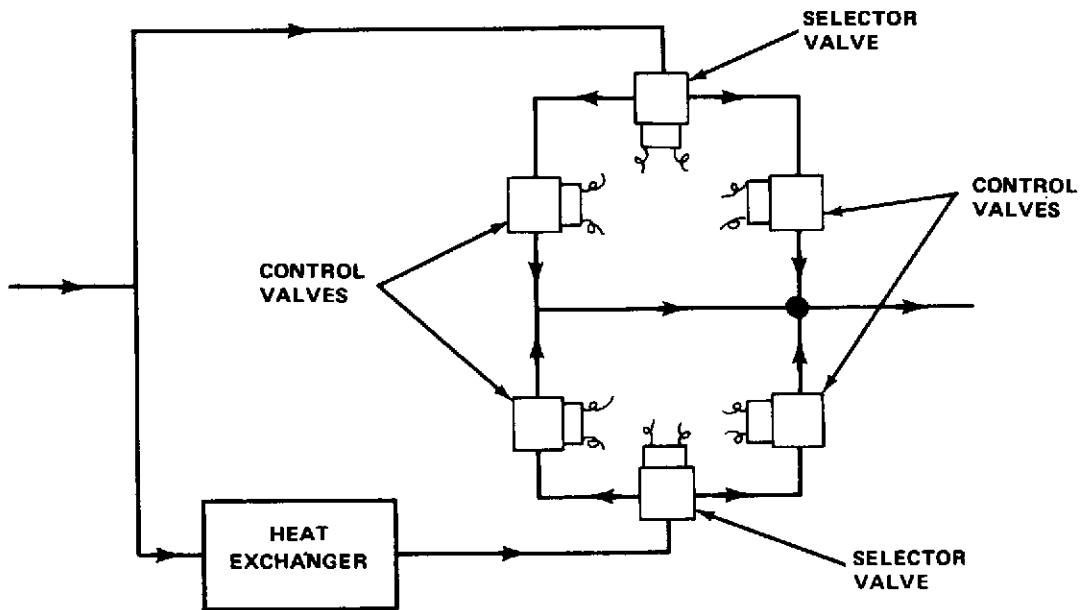 SELECTOR
VALVE
CONTROL
VALVES
CONTROL
VALVES
HEAT
EXCHANGER
SELECTOR
VALVE